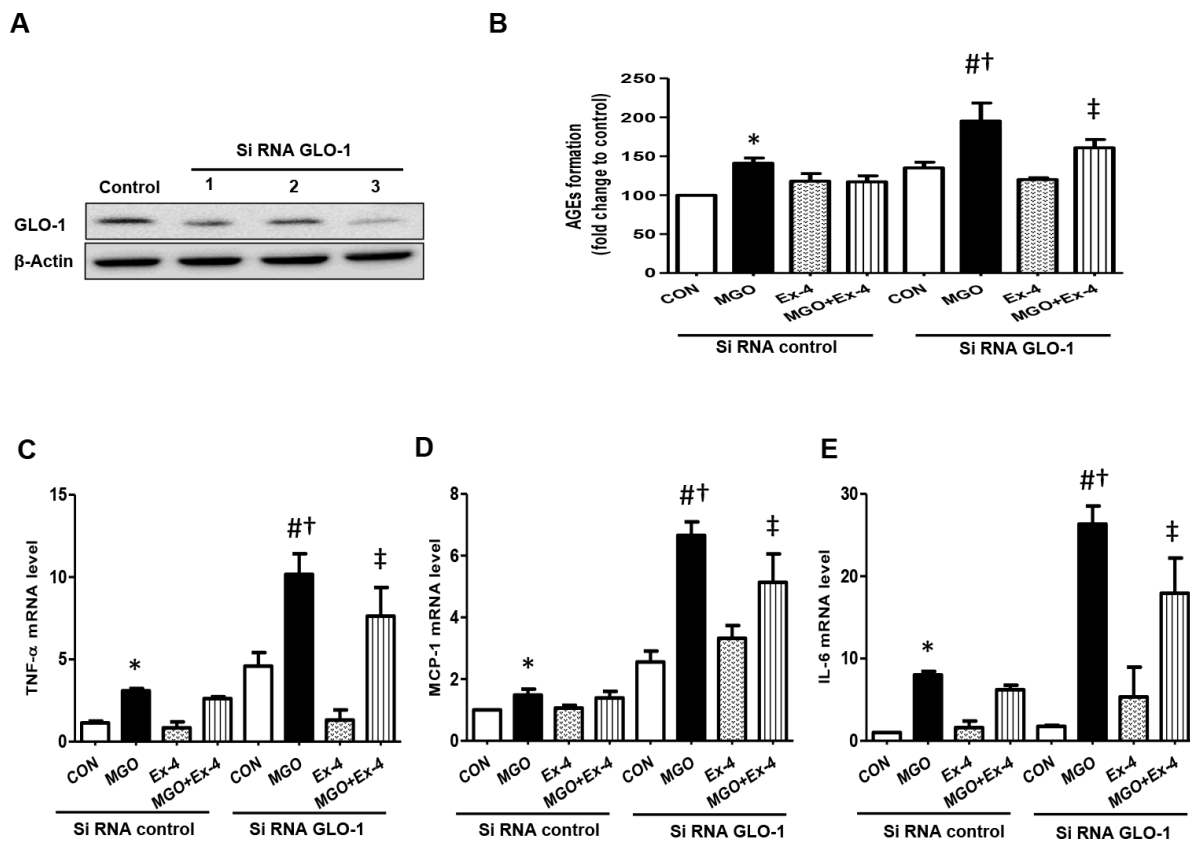 A
Si RNA GLO-1
Control 1 2 3
GLO-1
β-Actin
B
AGEs formation
(fold change to control)
250
200
150
100
50
0
#†
*
‡
CON MGO Ex-4 MGO+Ex-4 CON MGO Ex-4 MGO+Ex-4
Si RNA control Si RNA GLO-1
C
TNF-α mRNA level
15
10
5
0
#†
‡
*
CON MGO Ex-4 MGO+Ex-4 CON MGO Ex-4 MGO+Ex-4
Si RNA control Si RNA GLO-1
D
MCP-1 mRNA level
8
6
4
2
0
#†
‡
*
CON MGO Ex-4 MGO+Ex-4 CON MGO Ex-4 MGO+Ex-4
Si RNA control Si RNA GLO-1
E
IL-6 mRNA level
30
20
10
0
#†
‡
*
CON MGO Ex-4 MGO+Ex-4 CON MGO Ex-4 MGO+Ex-4
Si RNA control Si RNA GLO-1